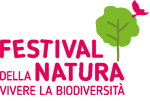 FESTIVAL
DELLA NATURA
VIVERE LA BIODIVERSITÀ